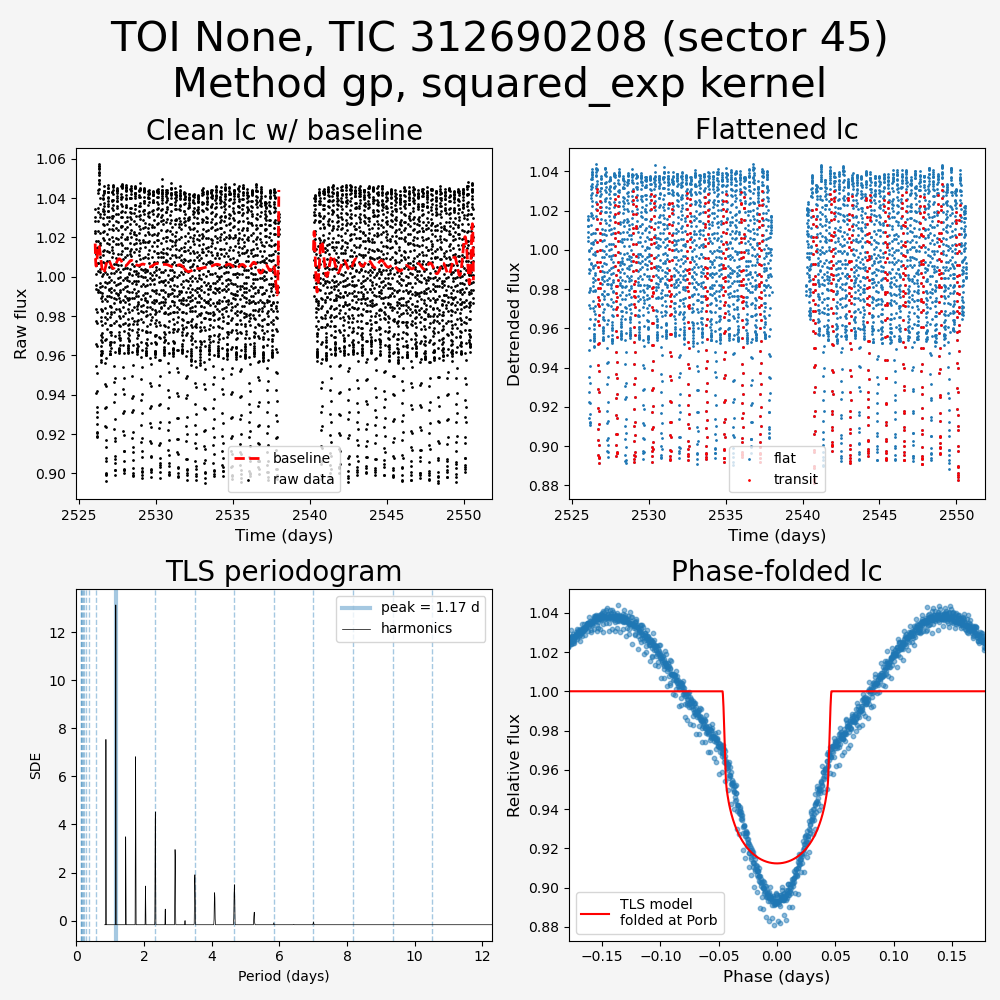 TOI None, TIC 312690208 (sector 45)
Method gp, squared_exp kernel
Clean lc w/ baseline
1.06
1.04
1.02
1.00
0.98
0.96
0.94
0.92
0.90
Raw flux
baseline
raw data
2525 2530 2535 2540 2545 2550
Time (days)
Flattened lc
1.04
1.02
1.00
0.98
0.96
0.94
0.92
0.90
0.88
Detrended flux
flat
transit
2525 2530 2535 2540 2545 2550
Time (days)
TLS periodogram
peak = 1.17 d
harmonics
12
10
8
6
4
2
0
SDE
0 2 4 6 8 10 12
Period (days)
Phase-folded lc
1.04
1.02
1.00
0.98
0.96
0.94
0.92
0.90
0.88
Relative flux
TLS model
folded at Porb
−0.15 −0.10 −0.05 0.00 0.05 0.10 0.15
Phase (days)